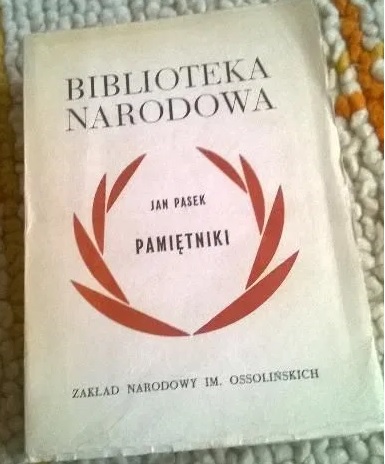 BIBLIOTEKA
NARODOWA
JAN PASEK
PAMIĘTNIKI
ZAKŁAD NARODOWY IM. OSSOLIŃSKICH